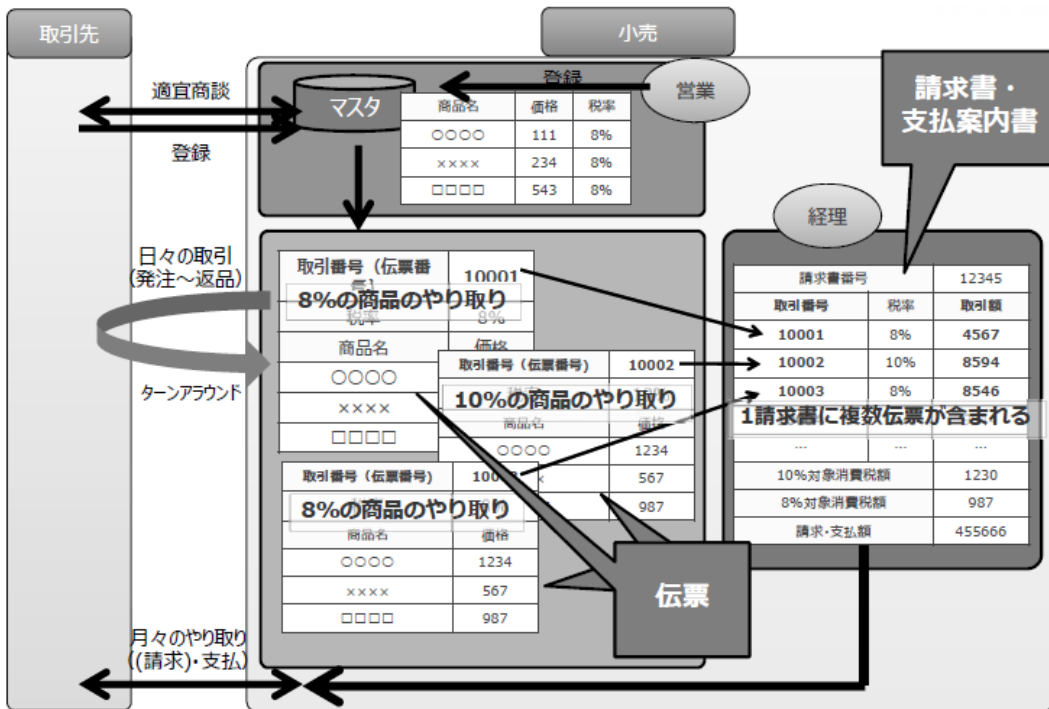 取引先
小売
適宜商談
登録
マスタ
登録
営業
商品名 価格 税率
○○○○ 111 8%
×××× 234 8%
□□□□ 543 8%
請求書・
支払案内書
経理
日々の取引
(発注～返品)
ターンアラウンド
取引番号（伝票番
号） 10001
8%の商品のやり取り
税率 8%
商品名 価格
○○○○
××××
□□□□
取引番号（伝票番号) 10002
10%の商品のやり取り
商品名 価格
○○○○ 1234
× 567
987
取引番号（伝票番号)
8%の商品のやり取り
商品名 価格
○○○○ 1234
×××× 567
□□□□ 987
伝票
請求書番号 12345
取引番号 税率 取引額
10001 8% 4567
10002 10% 8594
10003 8% 8546
1請求書に複数伝票が含まれる
... ... ...
10%対象消費税額 1230
8%対象消費税額 987
請求・支払額 455666
月々のやり取り
((請求)・支払)